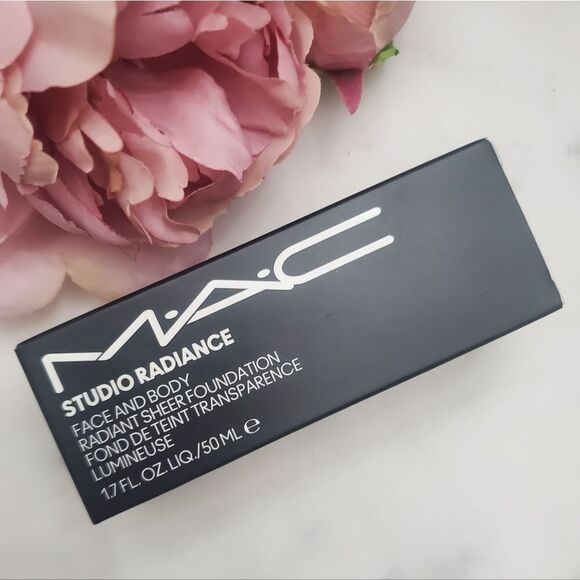 M·A·C
STUDIO RADIANCE
FACE AND BODY
RADIANT SHEER FOUNDATION
FOND DE TEINT TRANSPARENCE
LUMINEUSE
1.7 FL. OZ. LIQ./50 ML ℮